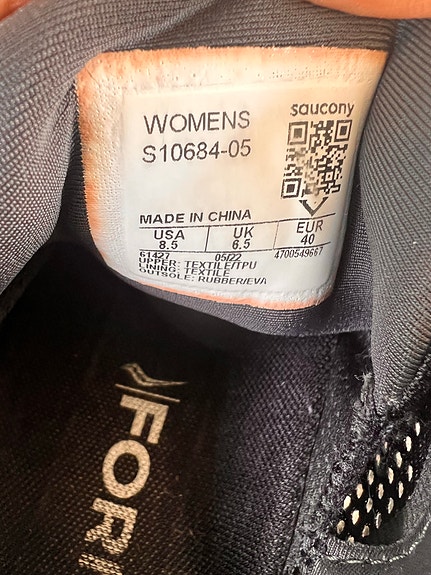 saucony
WOMENS
S10684-05
MADE IN CHINA
USA UK EUR
8.5 6.5 40
61427 05/22 4700549667
UPPER: TEXTILE/TPU
LINING: TEXTILE
OUTSOLE: RUBBER/EVA
FOR